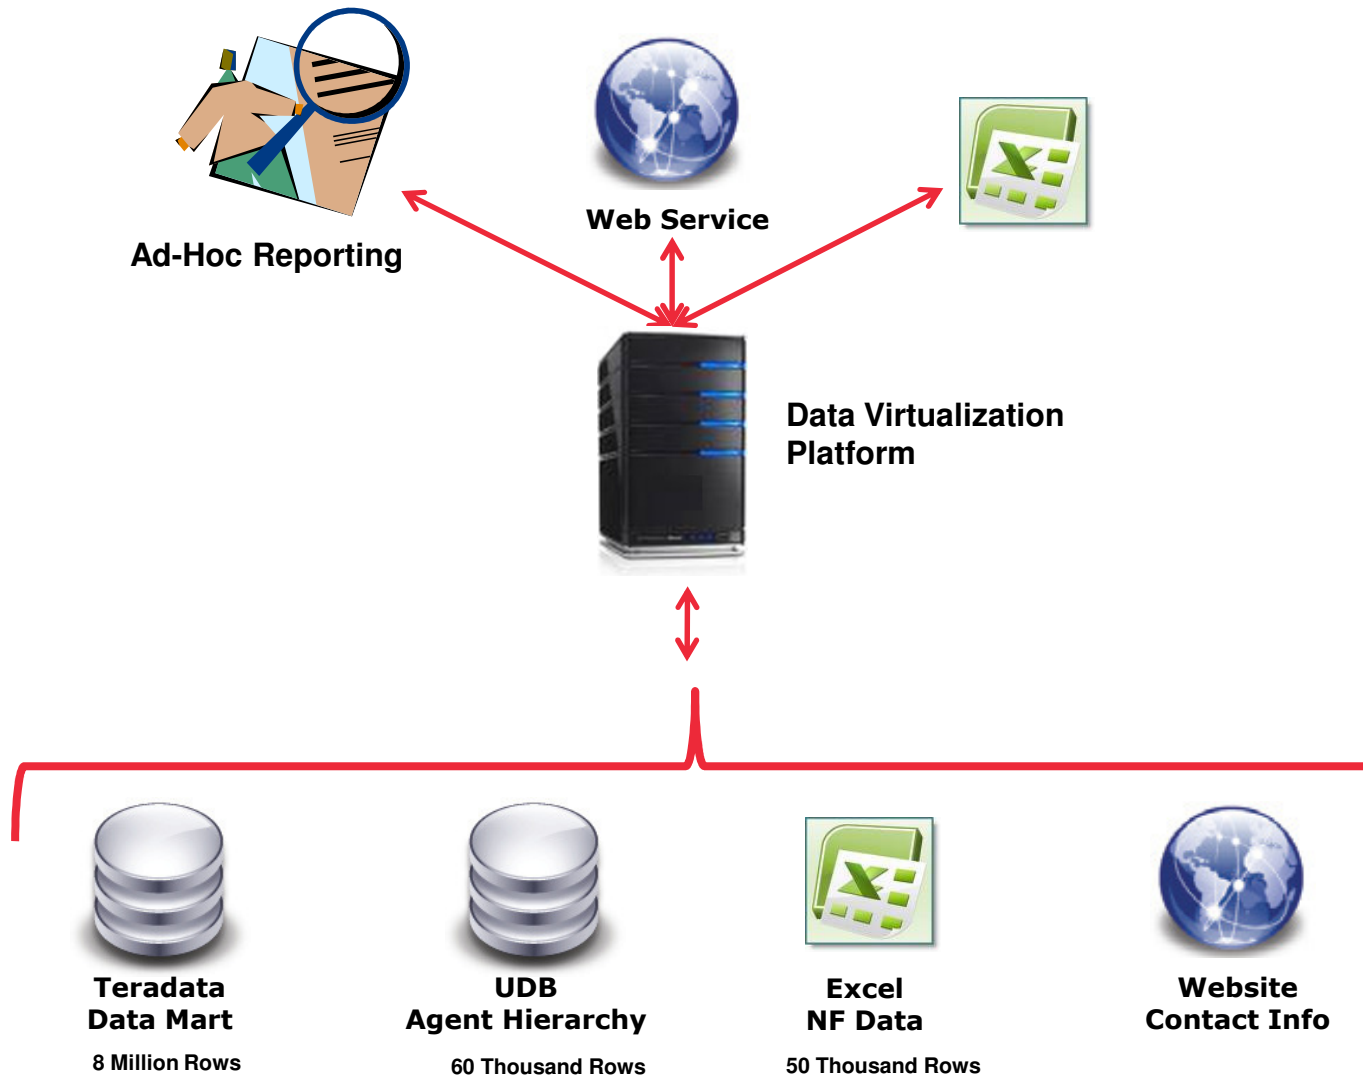 Web Service
Ad-Hoc Reporting
Data Virtualization
Platform
Teradata
Data Mart
8 Million Rows
UDB
Agent Hierarchy
60 Thousand Rows
Excel
NF Data
50 Thousand Rows
Website
Contact Info